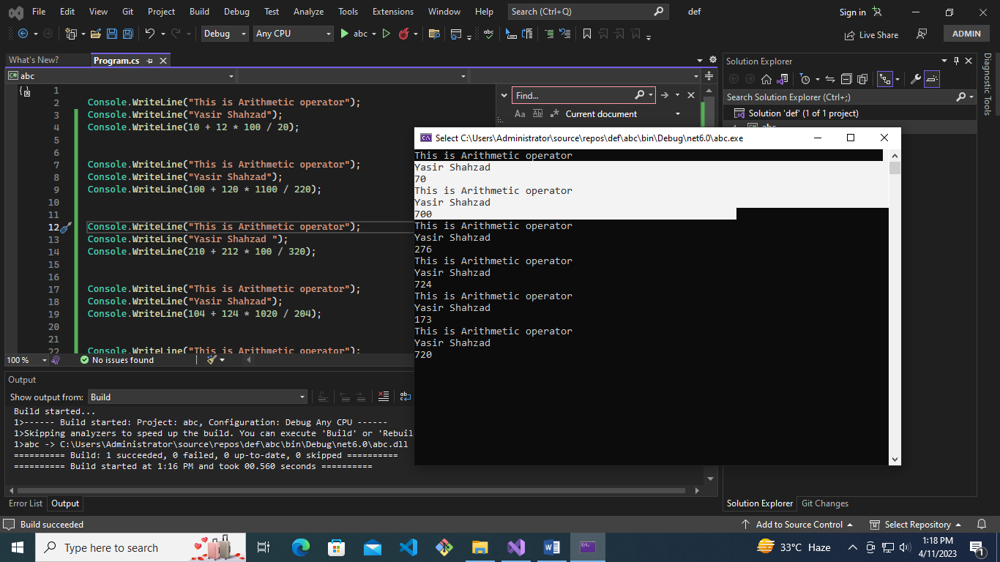 File Edit View Git Project Build Debug Test Analyze Tools Extensions Window Help Search (Ctrl+Q) def Sign in
Debug Any CPU abc Live Share ADMIN
What's New? Program.cs
abc
1
2 Console.WriteLine("This is Arithmetic operator");
3 Console.WriteLine("Yasir Shahzad");
4 Console.WriteLine(10 + 12 * 100 / 20);
5
6
7 Console.WriteLine("This is Arithmetic operator");
8 Console.WriteLine("Yasir Shahzad");
9 Console.WriteLine(100 + 120 * 1100 / 220);
10
11
12 Console.WriteLine("This is Arithmetic operator");
13 Console.WriteLine("Yasir Shahzad ");
14 Console.WriteLine(210 + 212 * 100 / 320);
15
16
17 Console.WriteLine("This is Arithmetic operator");
18 Console.WriteLine("Yasir Shahzad");
19 Console.WriteLine(104 + 124 * 1020 / 204);
20
21
22 Console.WriteLine("This is Arithmetic operator");
Find...
Aa Ab Current document
100 % No issues found
Solution Explorer
Search Solution Explorer (Ctrl+;)
Solution 'def' (1 of 1 project)
abc
Diagnostic Tools
Select C:\Users\Administrator\source\repos\def\abc\bin\Debug\net6.0\abc.exe
This is Arithmetic operator
Yasir Shahzad
70
This is Arithmetic operator
Yasir Shahzad
700
This is Arithmetic operator
Yasir Shahzad
276
This is Arithmetic operator
Yasir Shahzad
724
This is Arithmetic operator
Yasir Shahzad
173
This is Arithmetic operator
Yasir Shahzad
720
Output
Show output from: Build
Build started...
1>------ Build started: Project: abc, Configuration: Debug Any CPU ------
1>Skipping analyzers to speed up the build. You can execute 'Build' or 'Rebuil
1>abc -> C:\Users\Administrator\source\repos\def\abc\bin\Debug\net6.0\abc.dll
========== Build: 1 succeeded, 0 failed, 0 up-to-date, 0 skipped ==========
========== Build started at 1:16 PM and took 00.560 seconds ==========
Error List Output
Solution Explorer Git Changes
Build succeeded Add to Source Control Select Repository
Type here to search
33°C Haze
1:18 PM
4/11/2023
1